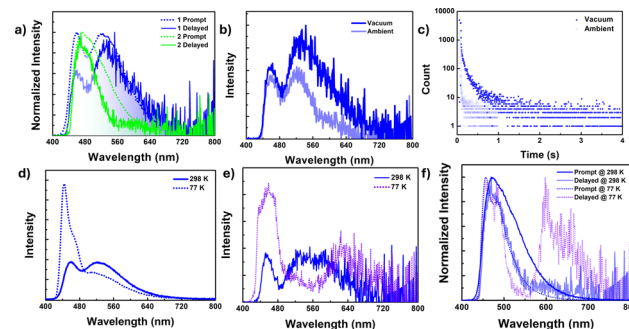 a)
1 Prompt
1 Delayed
2 Prompt
2 Delayed
Normalized Intensity
400 480 560 640 720 800
Wavelength (nm)
b)
Vacuum
Ambient
Intensity
400 480 560 640 720 800
Wavelength (nm)
c)
Vacuum
Ambient
Count
10000
1000
100
10
1
0 1 2 3 4
Time (s)
d)
298 K
77 K
Intensity
400 480 560 640 720 800
Wavelength (nm)
e)
298 K
77 K
Intensity
400 480 560 640 720 800
Wavelength (nm)
f)
Prompt @ 298 K
Delayed @ 298 K
Prompt @ 77 K
Delayed @ 77 K
Normalized Intensity
400 500 600 700 800
Wavelength (nm)